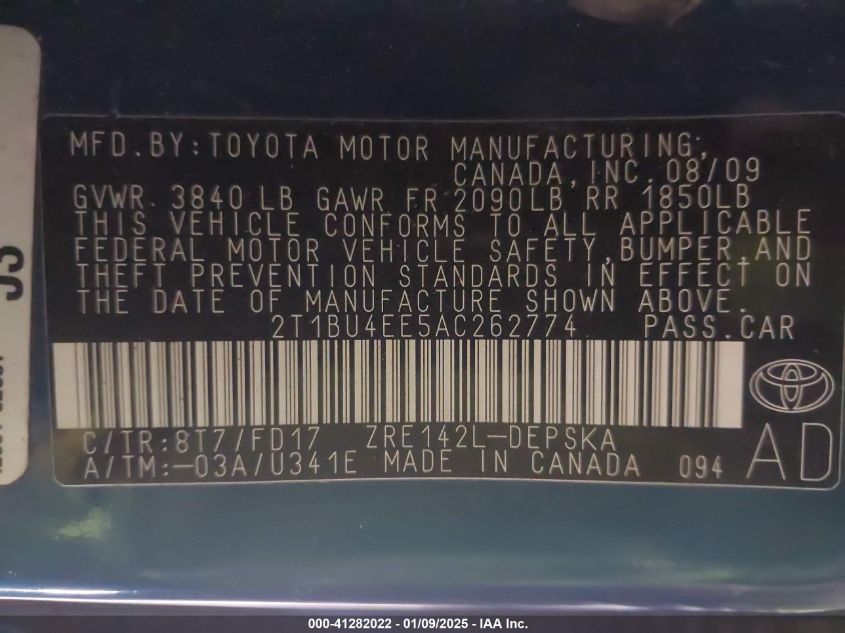 MFD.BY:TOYOTA MOTOR MANUFACTURING,
CANADA,INC. 08/09
GVWR 3840 LB GAWR FR 2090LB RR 1850LB
THIS VEHICLE CONFORMS TO ALL APPLICABLE
FEDERAL MOTOR VEHICLE SAFETY,BUMPER,AND
THEFT PREVENTION STANDARDS IN EFFECT ON
THE DATE OF MANUFACTURE SHOWN ABOVE.
2T1BU4EE5AC262774 PASS.CAR
C/TR:8T7/FD17 ZRE142L-DEPSKA
A/TM:-03A/U341E MADE IN CANADA 094
AD
000-41282022 - 01/09/2025 - IAA Inc.